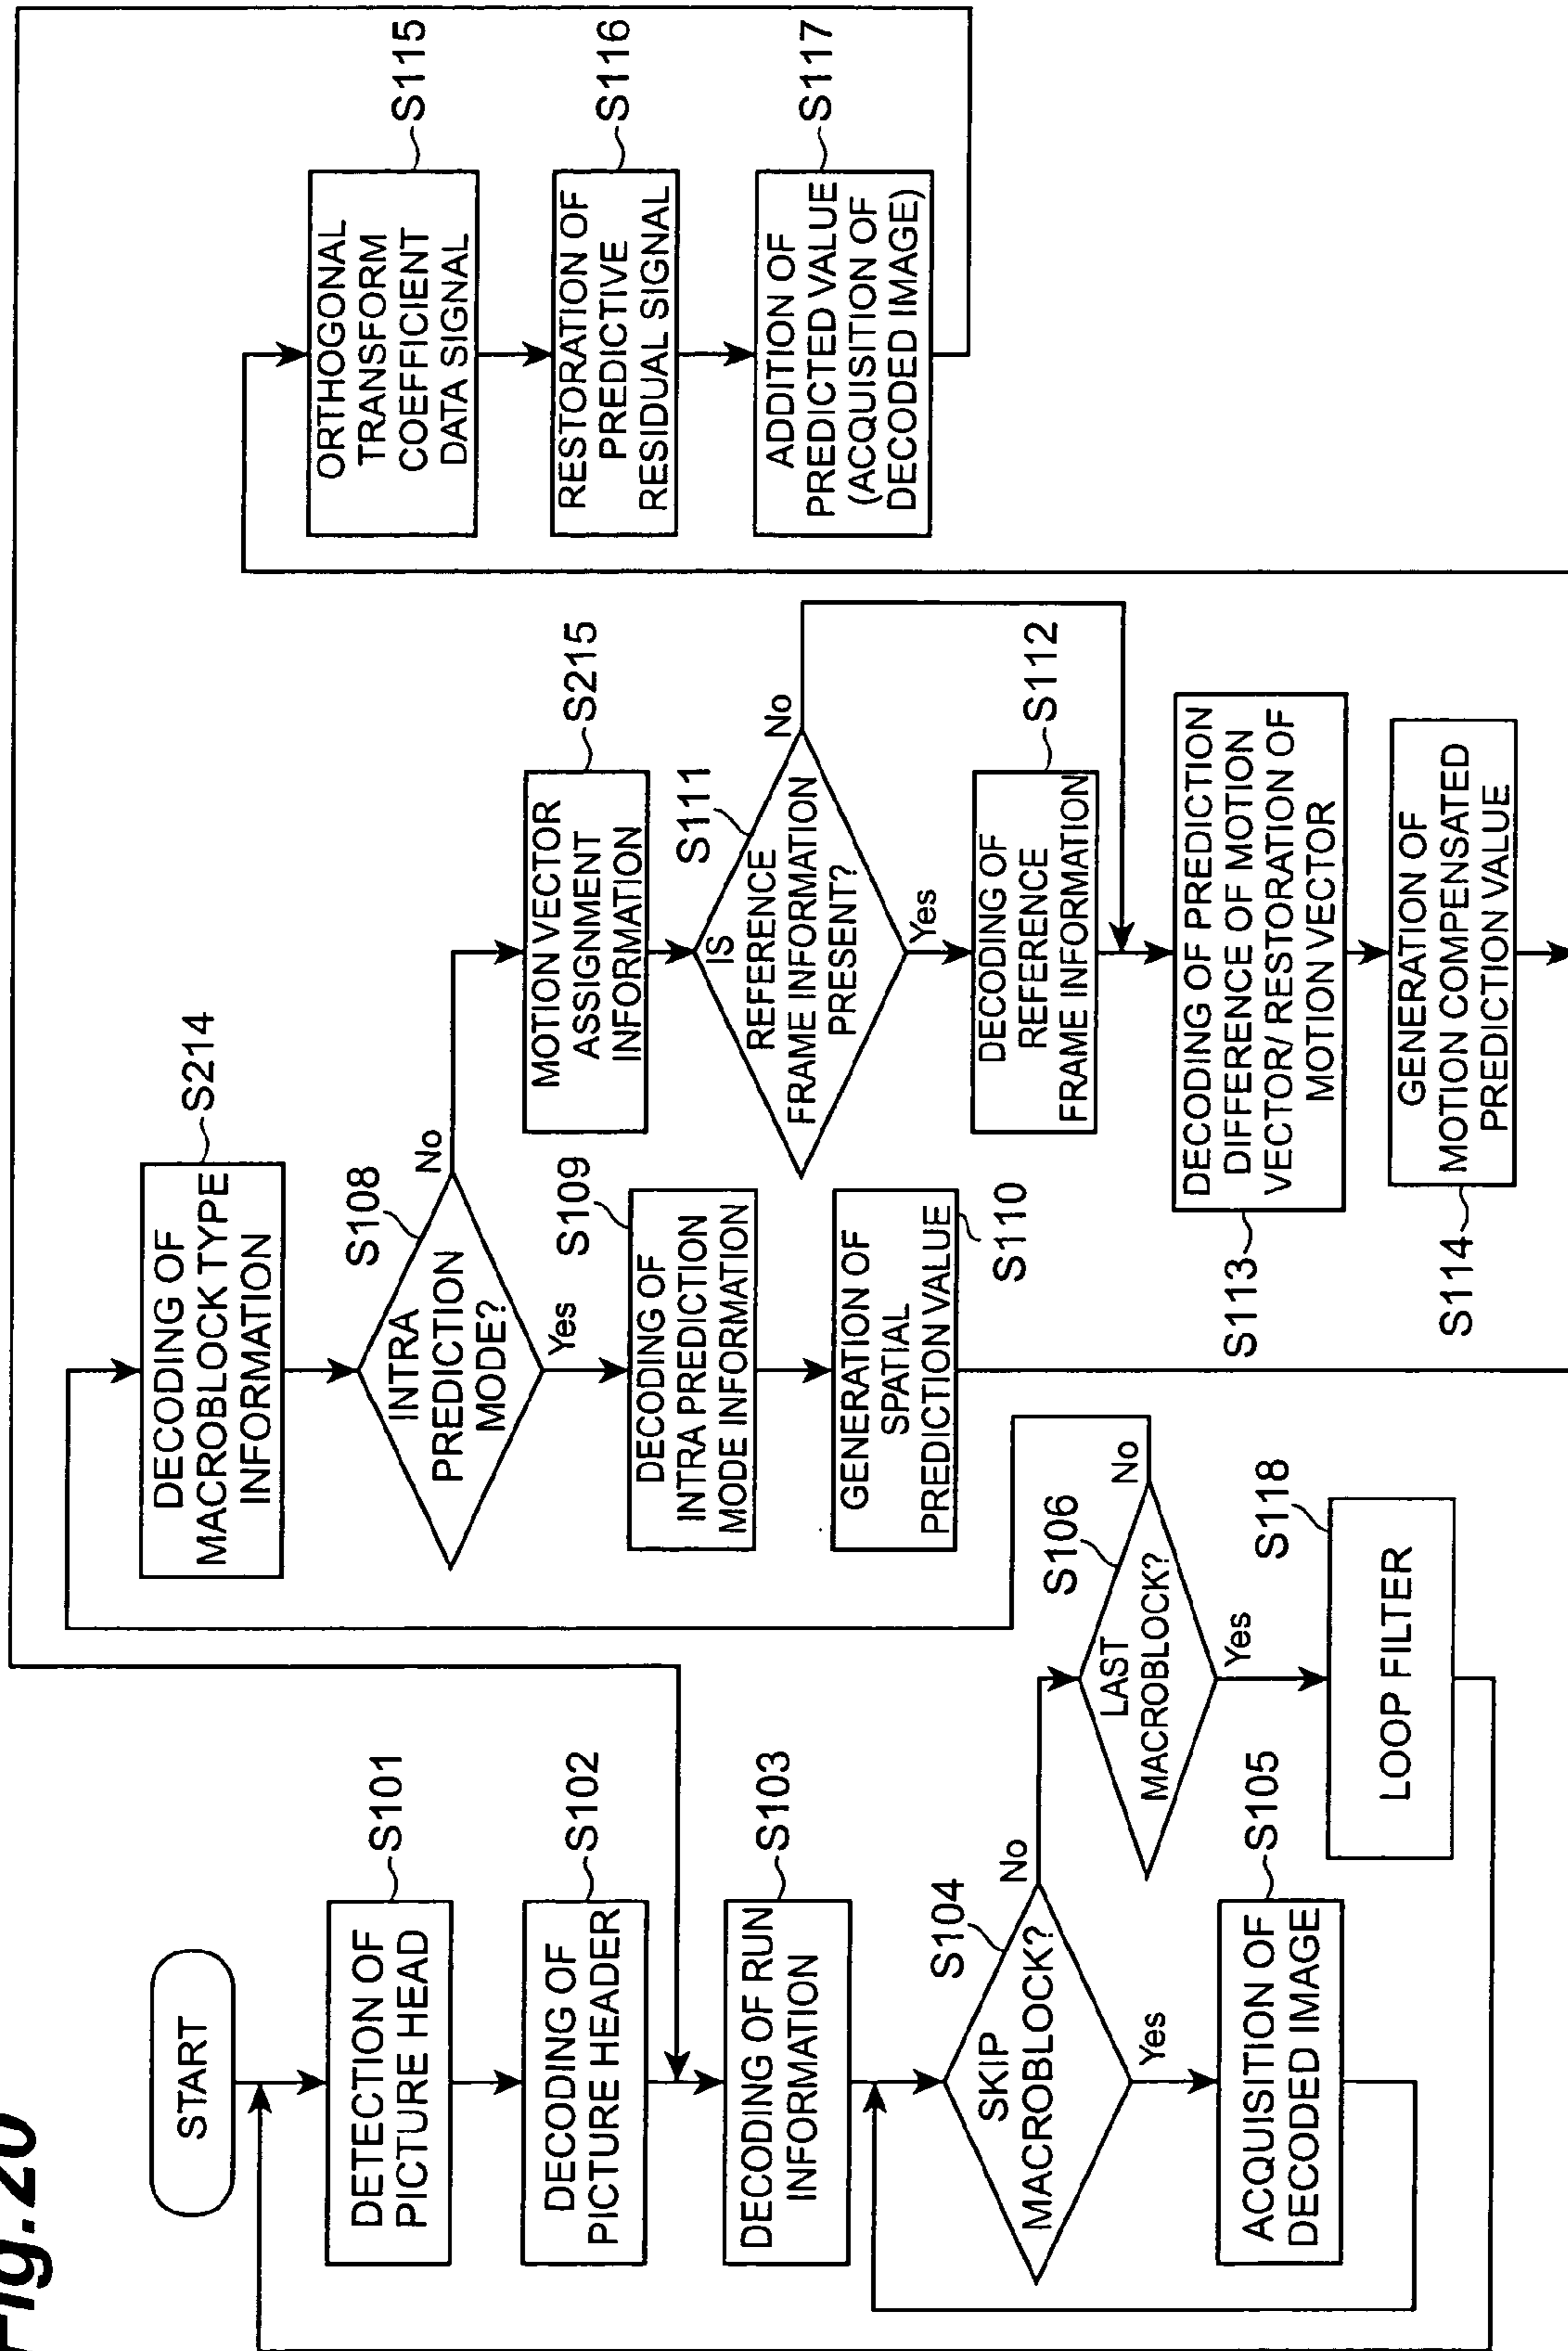 Fig.20
START
DETECTION OF
PICTURE HEAD
S101
DECODING OF
PICTURE HEADER
S102
DECODING OF RUN
INFORMATION
S103
SKIP
MACROBLOCK?
S104
No
Yes
ACQUISITION OF
DECODED IMAGE
S105
LAST
MACROBLOCK?
S106
No
Yes
LOOP FILTER
S118
DECODING OF
MACROBLOCK TYPE
INFORMATION
S214
INTRA
PREDICTION
MODE?
S108
No
Yes
DECODING OF
INTRA PREDICTION
MODE INFORMATION
S109
GENERATION OF
SPATIAL
PREDICTION VALUE
S110
MOTION VECTOR
ASSIGNMENT
INFORMATION
S215
IS
REFERENCE
FRAME INFORMATION
PRESENT?
S111
No
Yes
DECODING OF
REFERENCE
FRAME INFORMATION
S112
DECODING OF PREDICTION
DIFFERENCE OF MOTION
VECTOR/ RESTORATION OF
MOTION VECTOR
S113
GENERATION OF
MOTION COMPENSATED
PREDICTION VALUE
S114
ORTHOGONAL
TRANSFORM
COEFFICIENT
DATA SIGNAL
S115
RESTORATION OF
PREDICTIVE
RESIDUAL SIGNAL
S116
ADDITION OF
PREDICTED VALUE
(ACQUISITION OF
DECODED IMAGE)
S117